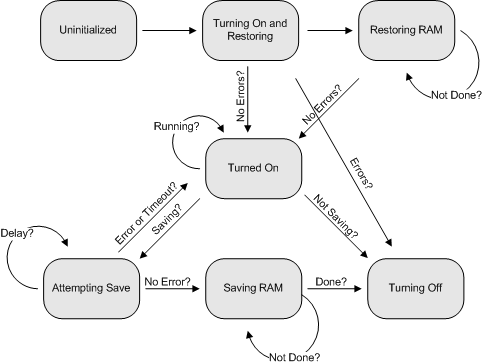 Uninitialized
Turning On and
Restoring
Restoring RAM
Not Done?
No Errors?
No Errors?
Errors?
Running?
Turned On
Error or Timeout?
Saving?
Not Saving?
Delay?
Attempting Save
No Error?
Saving RAM
Done?
Turning Off
Not Done?